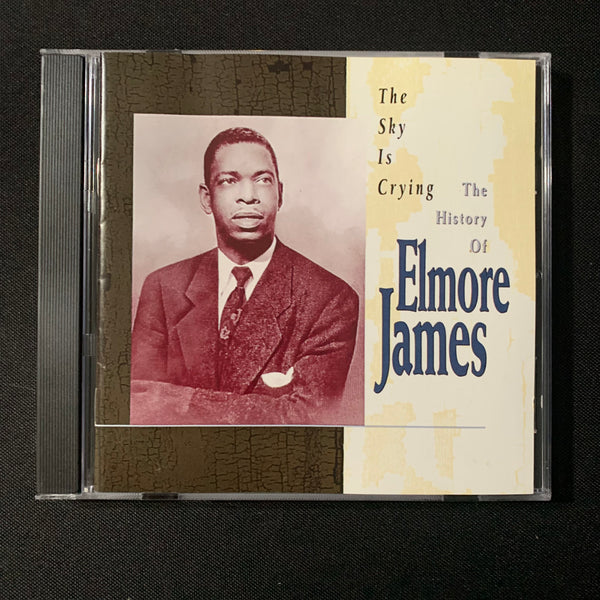 The
Sky
Is
Crying
The
History
Of
Elmore
James